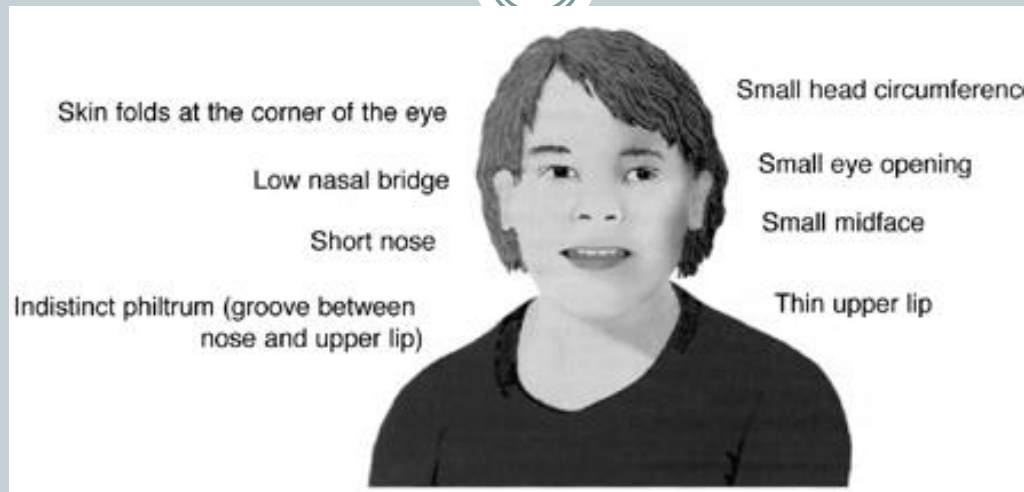 Skin folds at the corner of the eye
Low nasal bridge
Short nose
Indistinct philtrum (groove between
nose and upper lip)
Small head circumference
Small eye opening
Small midface
Thin upper lip